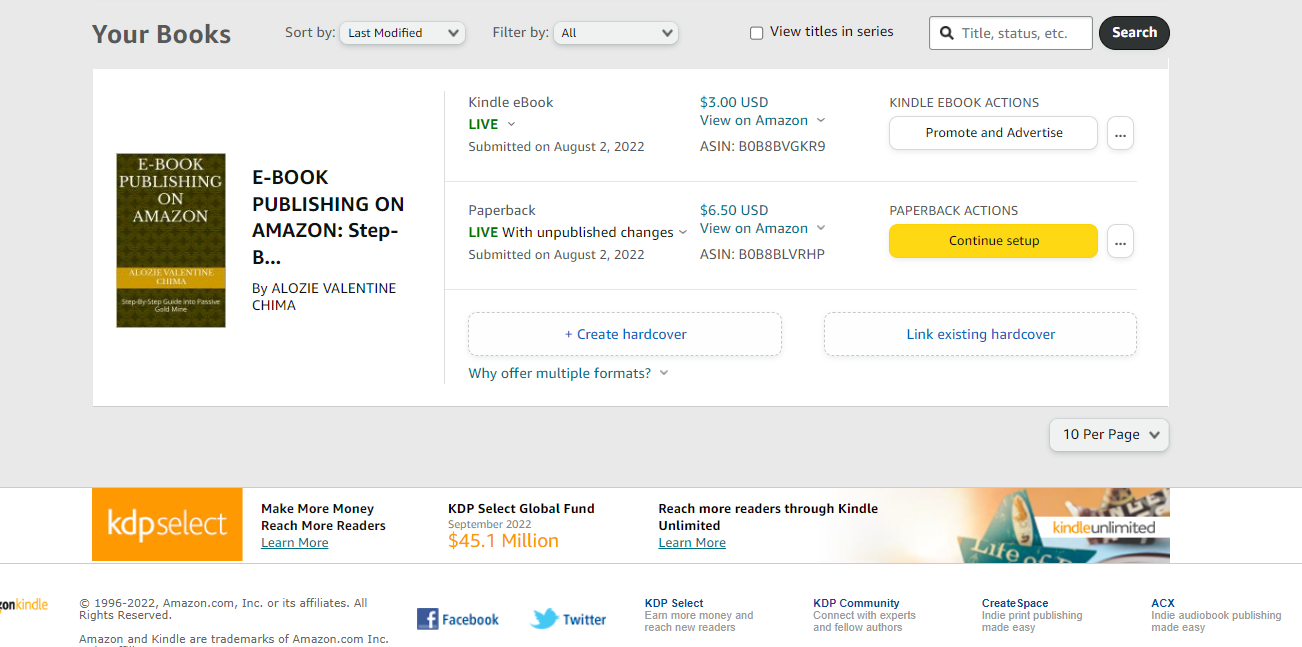 Your Books
Sort by: Last Modified
Filter by: All
View titles in series
Title, status, etc.
Search
E-BOOK
PUBLISHING
ON
AMAZON
ALOZIE VALENTINE
CHIMA
Step-By-Step Guide Into Passive
Gold Mine
E-BOOK
PUBLISHING ON
AMAZON: Step-
B...
By ALOZIE VALENTINE
CHIMA
Kindle eBook
LIVE
Submitted on August 2, 2022
$3.00 USD
View on Amazon
ASIN: B0B8BVGKR9
KINDLE EBOOK ACTIONS
Promote and Advertise
...
Paperback
LIVE With unpublished changes
Submitted on August 2, 2022
$6.50 USD
View on Amazon
ASIN: B0B8BLVRHP
PAPERBACK ACTIONS
Continue setup
...
+ Create hardcover
Link existing hardcover
Why offer multiple formats?
10 Per Page
kdpselect
Make More Money
Reach More Readers
Learn More
KDP Select Global Fund
September 2022
$45.1 Million
Reach more readers through Kindle
Unlimited
Learn More
Life of
kindleunlimited
zonkindle
© 1996-2022, Amazon.com, Inc. or its affiliates. All
Rights Reserved.
Amazon and Kindle are trademarks of Amazon.com Inc.
Facebook
Twitter
KDP Select
Earn more money and
reach new readers
KDP Community
Connect with experts
and fellow authors
CreateSpace
Indie print publishing
made easy
ACX
Indie audiobook publishing
made easy